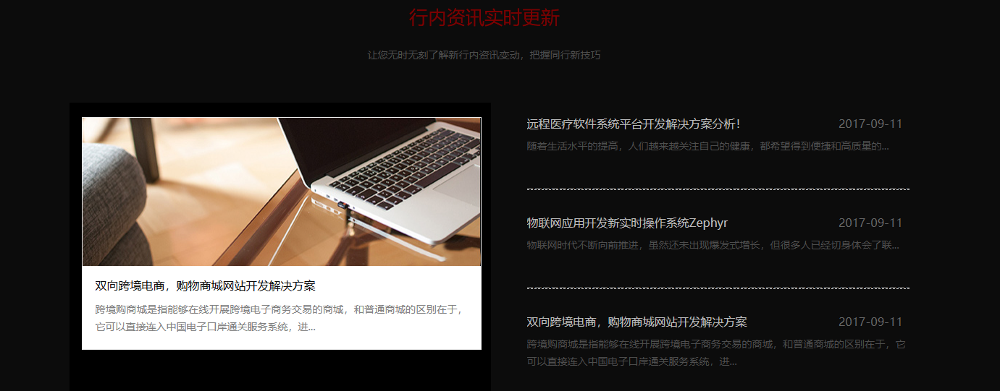 行内资讯实时更新
让您无时无刻了解新行内资讯变动，把握同行新技巧
双向跨境电商，购物商城网站开发解决方案
跨境购商城是指能够在线开展跨境电子商务交易的商城，和普通商城的区别在于，
它可以直接连入中国电子口岸通关服务系统，进...
远程医疗软件系统平台开发解决方案分析！ 2017-09-11
随着生活水平的提高，人们越来越关注自己的健康，都希望得到便捷和高质量的...
物联网应用开发新实时操作系统Zephyr 2017-09-11
物联网时代不断向前推进，虽然还未出现爆发式增长，但很多人已经切身体会了联...
双向跨境电商，购物商城网站开发解决方案 2017-09-11
跨境购商城是指能够在线开展跨境电子商务交易的商城，和普通商城的区别在于，它
可以直接连入中国电子口岸通关服务系统，进...